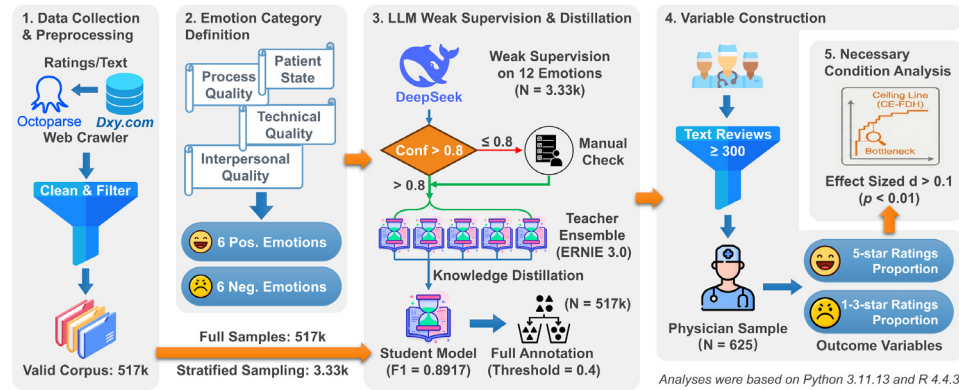 1. Data Collection
& Preprocessing
Ratings/Text
Octoparse
Dxy.com
Web Crawler
Clean & Filter
Valid Corpus: 517k
2. Emotion Category
Definition
Patient
State
Process
Quality
Technical
Quality
Interpersonal
Quality
6 Pos. Emotions
6 Neg. Emotions
Full Samples: 517k
Stratified Sampling: 3.33k
3. LLM Weak Supervision & Distillation
DeepSeek
Weak Supervision
on 12 Emotions
(N = 3.33k)
Conf > 0.8
≤ 0.8
Manual
Check
> 0.8
Teacher
Ensemble
(ERNIE 3.0)
Knowledge Distillation
(N = 517k)
Student Model
(F1 = 0.8917)
Full Annotation
(Threshold = 0.4)
4. Variable Construction
Text Reviews
≥ 300
Physician Sample
(N = 625)
5. Necessary
Condition Analysis
Ceiling Line
(CE-FDH)
Bottleneck
Effect Sized d > 0.1
(p < 0.01)
5-star Ratings
Proportion
1-3-star Ratings
Proportion
Outcome Variables
Analyses were based on Python 3.11.13 and R 4.4.3